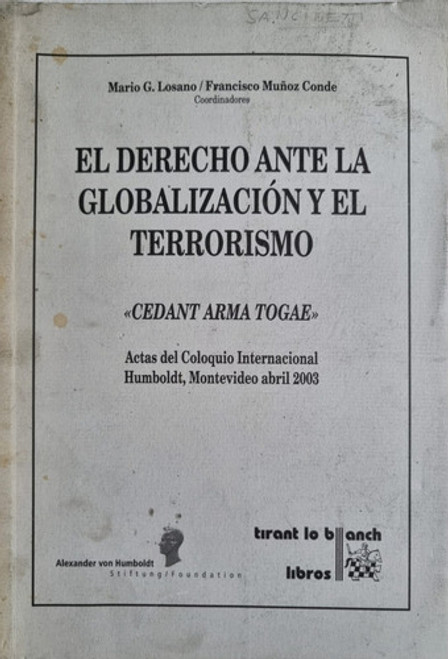 SANCINETTI
Mario G. Losano / Francisco Muñoz Conde
Coordinadores
EL DERECHO ANTE LA
GLOBALIZACIÓN Y EL
TERRORISMO
«CEDANT ARMA TOGAE»
Actas del Coloquio Internacional
Humboldt, Montevideo abril 2003
Alexander von Humboldt
Stiftung/Foundation
tirant lo blanch
libros